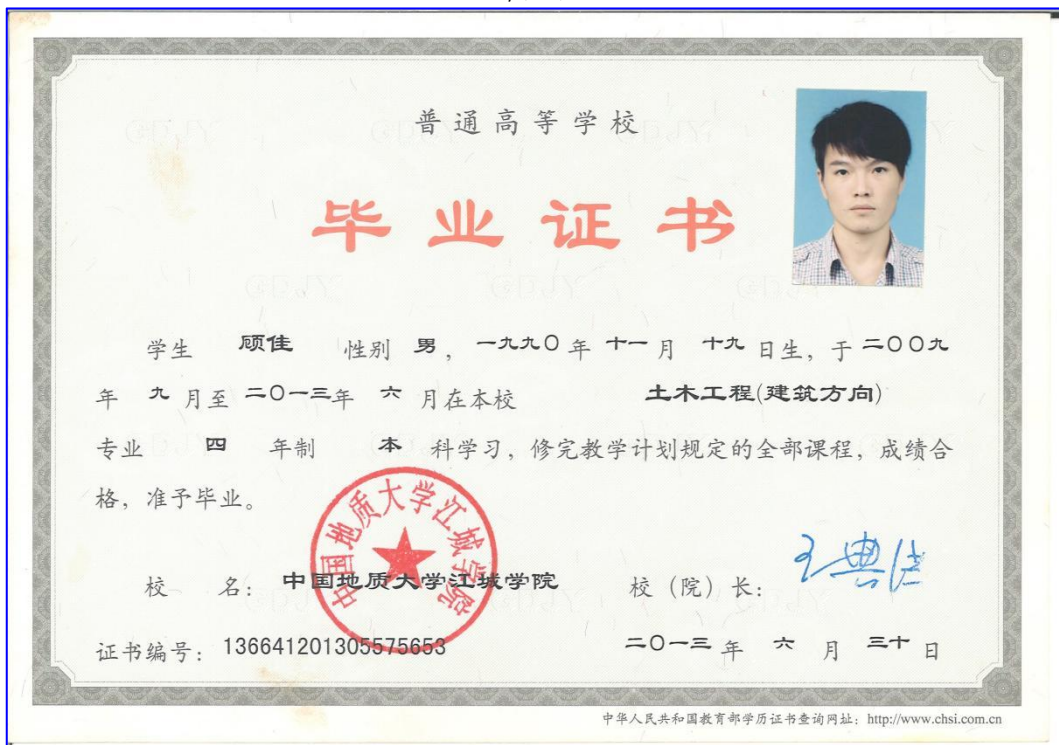 普通高等学校
毕业证书
学生 顾佳 性别 男，一九九〇年 十一月 十九日生，于二〇〇九
年 九月至 二〇一三年 六月在本校 土木工程(建筑方向)
专业 四 年制 本 科学习，修完教学计划规定的全部课程，成绩合
格，准予毕业。
中国地质大学江城学院
校 名：中国地质大学江城学院 校（院）长：
证书编号：136641201305575653 二〇一三年 六月 三十日
中华人民共和国教育部学历证书查询网址：http://www.chsi.com.cn